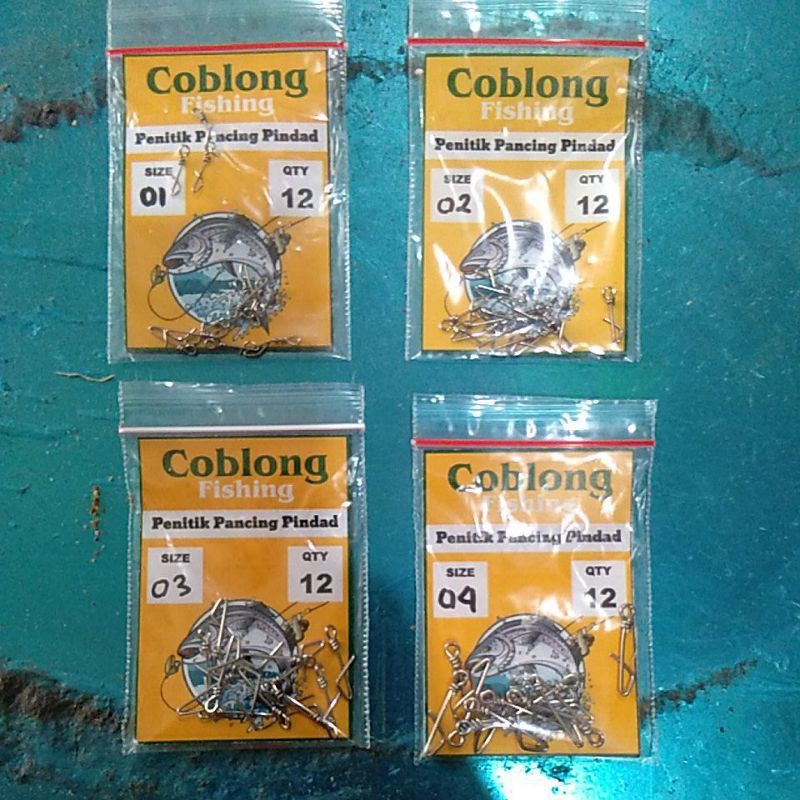 Coblong
Fishing
Penitik Pancing Pindad
SIZE QTY
01 12
Coblong
Fishing
Penitik Pancing Pindad
SIZE QTY
02 12
Coblong
Fishing
Penitik Pancing Pindad
SIZE QTY
03 12
Coblong
Fishing
Penitik Pancing Pindad
SIZE QTY
04 12